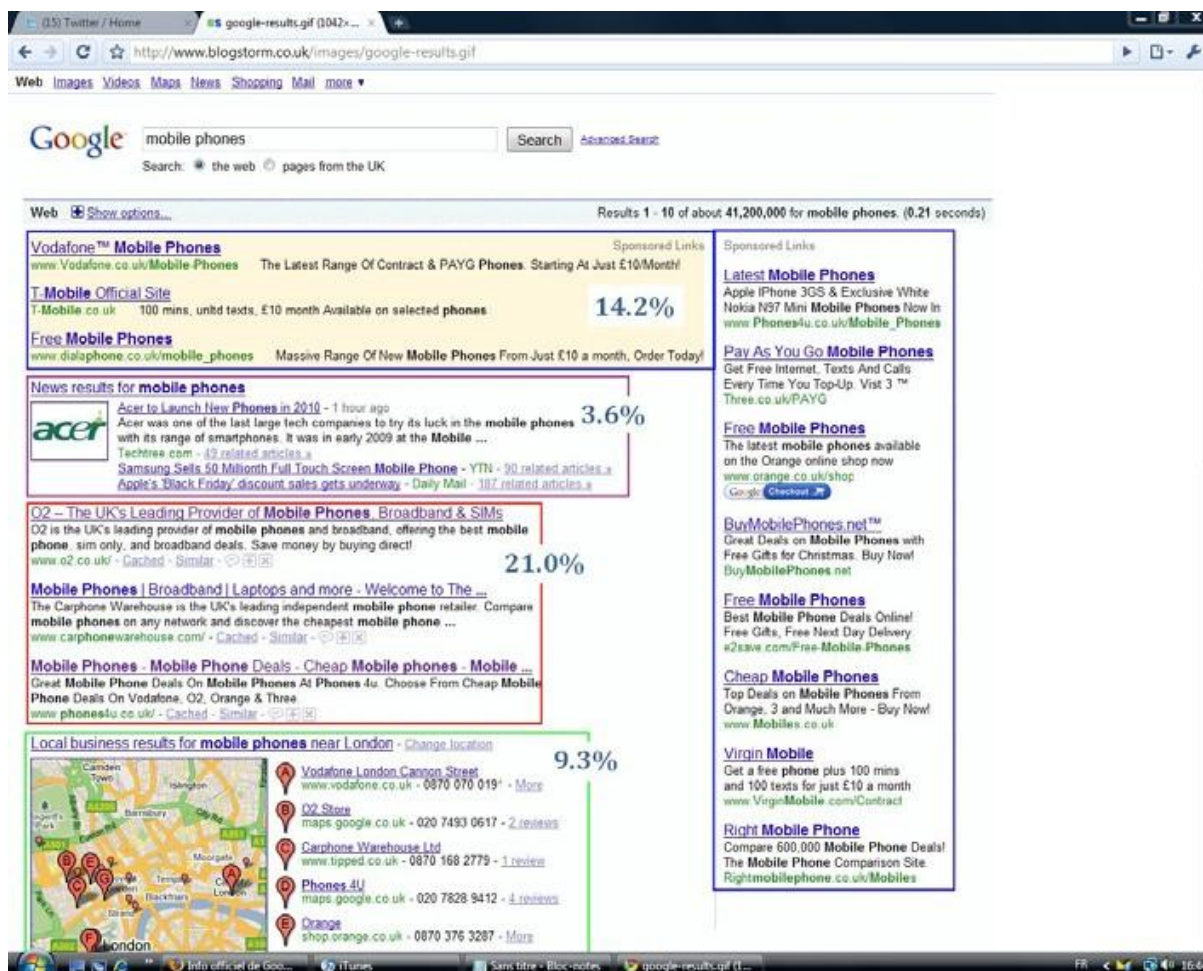 (15) Twitter / Home
google-results.gif (1042×...
http://www.blogstorm.co.uk/images/google-results.gif
Web Images Videos Maps News Shopping Mail more ▼
Google
mobile phones
Search
Advanced Search
Search: the web pages from the UK
Web Show options...
Results 1 - 10 of about 41,200,000 for mobile phones. (0.21 seconds)
Vodafone™ Mobile Phones
Sponsored Links
www.Vodafone.co.uk/Mobile-Phones The Latest Range Of Contract & PAYG Phones. Starting At Just £10/Month!
T-Mobile Official Site
T-Mobile.co.uk 100 mins, unltd texts, £10 month Available on selected phones
14.2%
Free Mobile Phones
www.dialaphone.co.uk/mobile_phones Massive Range Of New Mobile Phones From Just £10 a month, Order Today!
News results for mobile phones
acer
Acer to Launch New Phones in 2010 - 1 hour ago
Acer was one of the last large tech companies to try its luck in the mobile phones
with its range of smartphones. It was in early 2009 at the Mobile ...
3.6%
Techtree.com - 49 related articles »
Samsung Sells 50 Millionth Full Touch Screen Mobile Phone - YTN - 90 related articles »
Apple's 'Black Friday' discount sales gets underway - Daily Mail - 187 related articles »
O2 – The UK's Leading Provider of Mobile Phones, Broadband & SIMs
O2 is the UK's leading provider of mobile phones and broadband, offering the best mobile
phone, sim only, and broadband deals. Save money by buying direct!
www.o2.co.uk/ - Cached - Similar -
21.0%
Mobile Phones | Broadband | Laptops and more - Welcome to The ...
The Carphone Warehouse is the UK's leading independent mobile phone retailer. Compare
mobile phones on any network and discover the cheapest mobile phone ...
www.carphonewarehouse.com/ - Cached - Similar -
Mobile Phones - Mobile Phone Deals - Cheap Mobile phones - Mobile ...
Great Mobile Phone Deals On Mobile Phones At Phones 4u. Choose From Cheap Mobile
Phone Deals On Vodafone, O2, Orange & Three.
www.phones4u.co.uk/ - Cached - Similar -
Local business results for mobile phones near London - Change location
9.3%
Camden
Town
Islington
Barnsbury
Moorgate
Temple
Blackfriars
Strand
London
A Vodafone London Cannon Street
www.vodafone.co.uk - 0870 070 019* - More
B O2 Store
maps.google.co.uk - 020 7493 0617 - 2 reviews
C Carphone Warehouse Ltd
www.tipped.co.uk - 0870 168 2779 - 1 review
D Phones 4U
maps.google.co.uk - 020 7828 9412 - 4 reviews
E Orange
shop.orange.co.uk - 0870 376 3287 - More
Sponsored Links
Latest Mobile Phones
Apple IPhone 3GS & Exclusive White
Nokia N97 Mini Mobile Phones Now In
www.Phones4u.co.uk/Mobile_Phones
Pay As You Go Mobile Phones
Get Free Internet, Texts And Calls
Every Time You Top-Up. Vist 3 ™
Three.co.uk/PAYG
Free Mobile Phones
The latest mobile phones available
on the Orange online shop now
www.orange.co.uk/shop
Google Checkout
BuyMobilePhones.net™
Great Deals on Mobile Phones with
Free Gifts for Christmas. Buy Now!
BuyMobilePhones.net
Free Mobile Phones
Best Mobile Phone Deals Online!
Free Gifts, Free Next Day Delivery
e2save.com/Free-Mobile-Phones
Cheap Mobile Phones
Top Deals on Mobile Phones From
Orange, 3 and Much More - Buy Now!
www.Mobiles.co.uk
Virgin Mobile
Get a free phone plus 100 mins
and 100 texts for just £10 a month
www.VirginMobile.com/Contract
Right Mobile Phone
Compare 600,000 Mobile Phone Deals!
The Mobile Phone Comparison Site.
Rightmobilephone.co.uk/Mobiles
Info officiel de Goo...
iTunes
Sans titre - Bloc-notes
google-results.gif (1...
FR